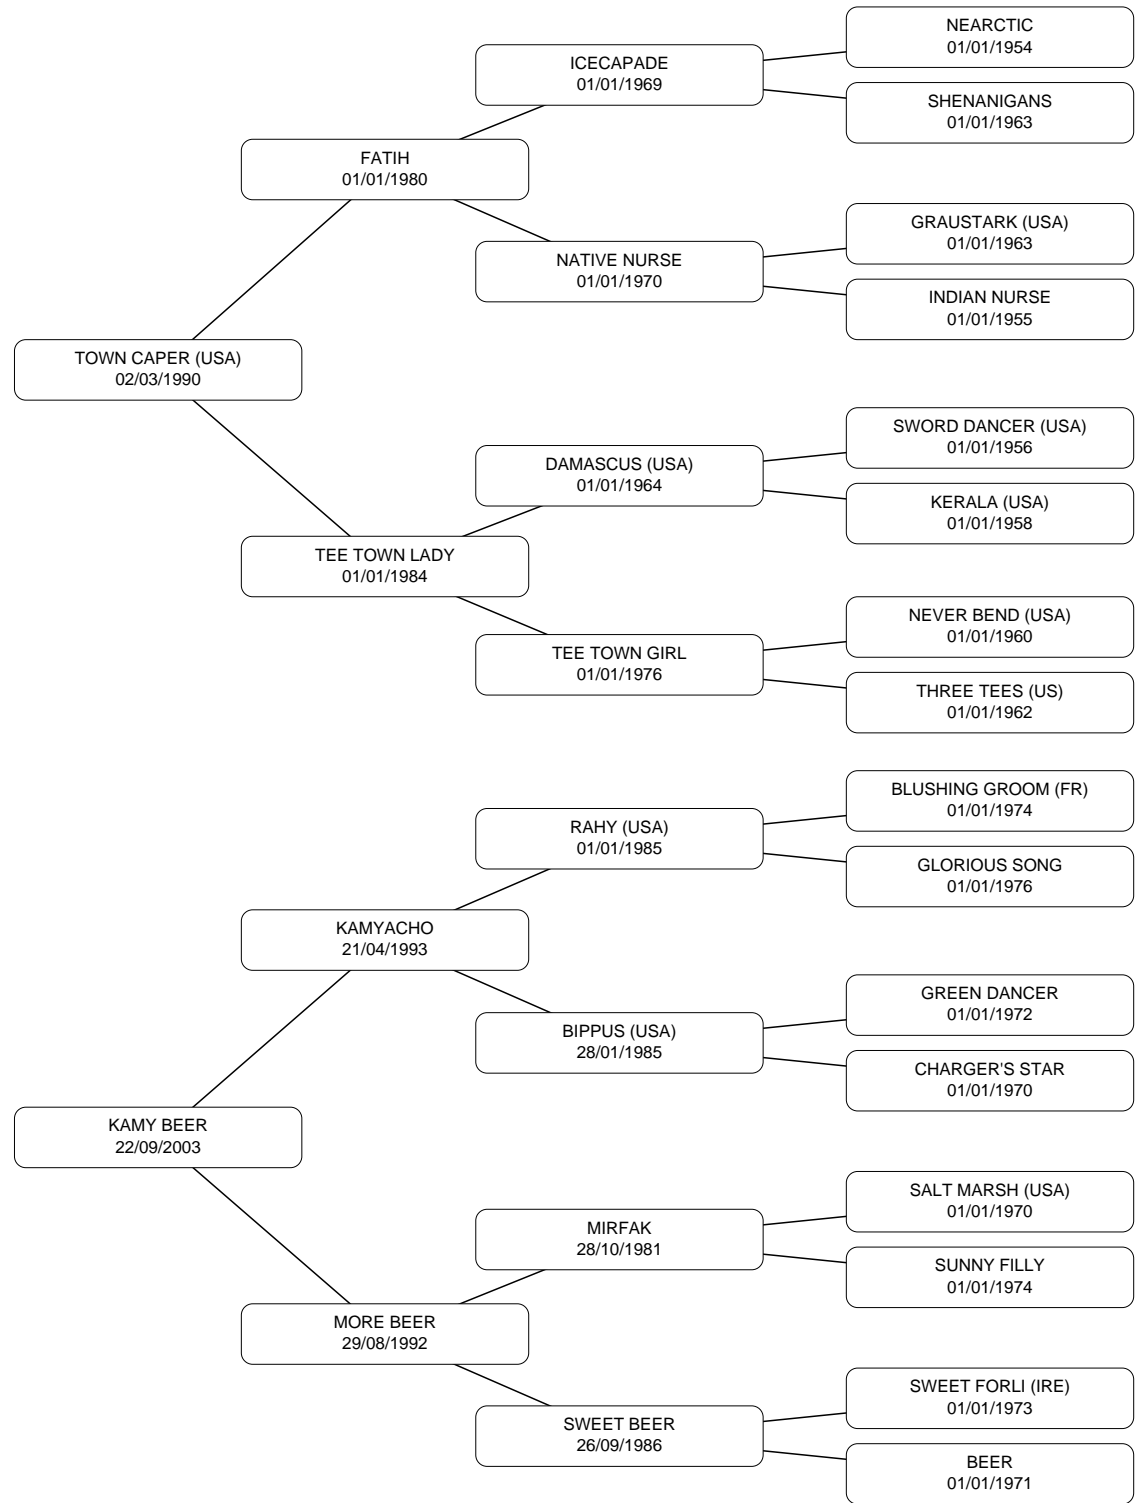 NEARCTIC
01/01/1954
ICECAPADE
01/01/1969
SHENANIGANS
01/01/1963
FATIH
01/01/1980
GRAUSTARK (USA)
01/01/1963
NATIVE NURSE
01/01/1970
INDIAN NURSE
01/01/1955
TOWN CAPER (USA)
02/03/1990
SWORD DANCER (USA)
01/01/1956
DAMASCUS (USA)
01/01/1964
KERALA (USA)
01/01/1958
TEE TOWN LADY
01/01/1984
NEVER BEND (USA)
01/01/1960
TEE TOWN GIRL
01/01/1976
THREE TEES (US)
01/01/1962
BLUSHING GROOM (FR)
01/01/1974
RAHY (USA)
01/01/1985
GLORIOUS SONG
01/01/1976
KAMYACHO
21/04/1993
GREEN DANCER
01/01/1972
BIPPUS (USA)
28/01/1985
CHARGER'S STAR
01/01/1970
KAMY BEER
22/09/2003
SALT MARSH (USA)
01/01/1970
MIRFAK
28/10/1981
SUNNY FILLY
01/01/1974
MORE BEER
29/08/1992
SWEET FORLI (IRE)
01/01/1973
SWEET BEER
26/09/1986
BEER
01/01/1971